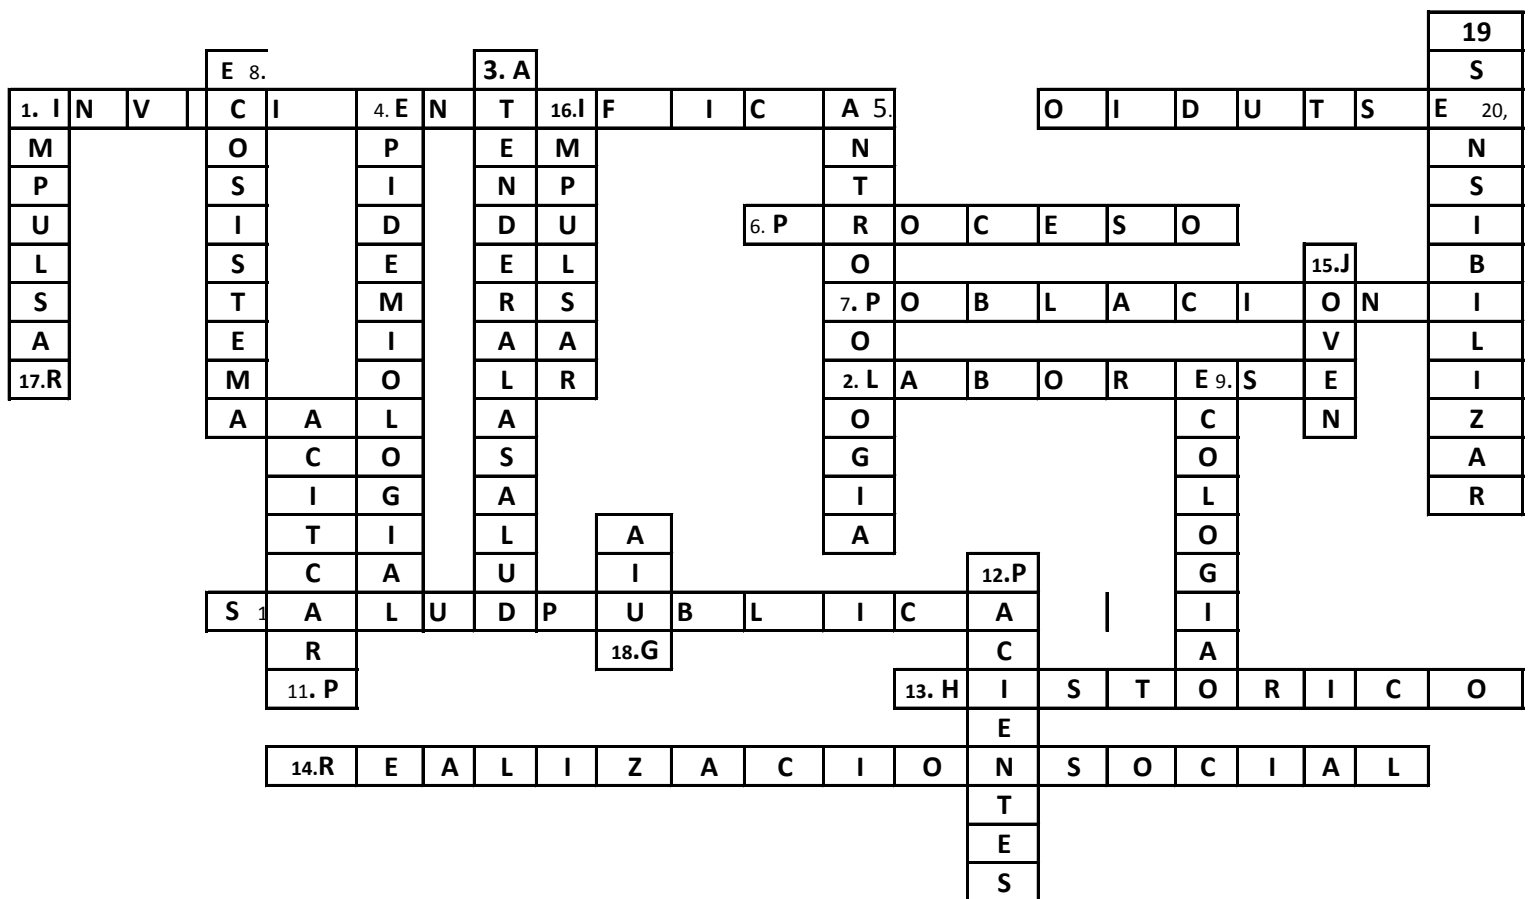 19
E 8. 3. A S
1. I N V C I 4. E N T 16.I F I C A 5. O I D U T S E 20,
M O P E M N N
P S I N P T S
U I D D U 6. P R O C E S O I
L S E E L O 15.J B
S T M R S 7. P O B L A C I O N I
A E I A A O V L
17.R M O L R 2. L A B O R E 9. S E I
A A L A O C N Z
C O S G O A
I G A I L R
T I L A A O
C A U I 12.P G
S 1 A L U D P U B L I C A I
R 18.G C A
11. P 13. H I S T O R I C O
E
14.R E A L I Z A C I O N S O C I A L
T
E
S